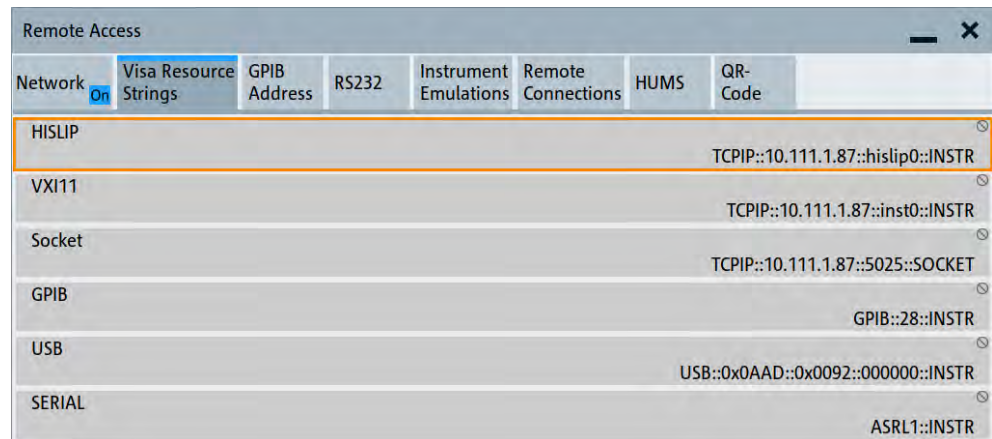 Remote Access
Network On
Visa Resource
Strings
GPIB
Address
RS232
Instrument
Emulations
Remote
Connections
HUMS
QR-
Code
HISLIP
TCPIP::10.111.1.87::hislip0::INSTR
VXI11
TCPIP::10.111.1.87::inst0::INSTR
Socket
TCPIP::10.111.1.87::5025::SOCKET
GPIB
GPIB::28::INSTR
USB
USB::0x0AAD::0x0092::000000::INSTR
SERIAL
ASRL1::INSTR